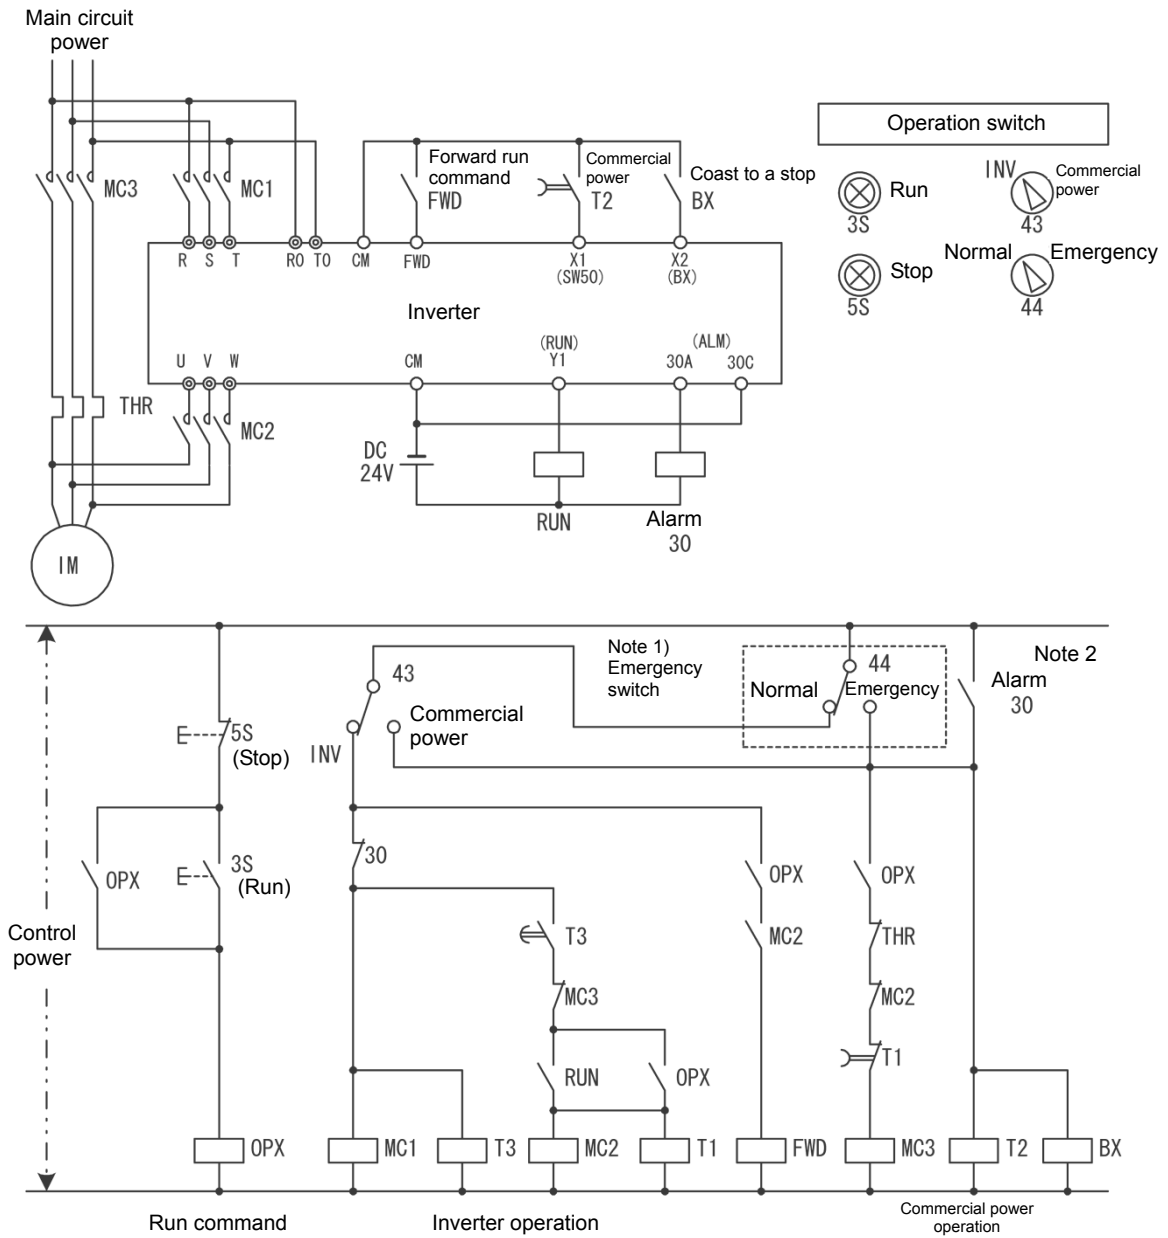 Main circuit
power
Operation switch
MC3
MC1
Forward run
command
FWD
Commercial
power
T2
Coast to a stop
BX
Run
3S
INV
Commercial
power
43
Stop
5S
Normal
Emergency
44
R
S
T
R0
T0
CM
FWD
X1
(SW50)
X2
(BX)
Inverter
U
V
W
CM
(RUN)
Y1
(ALM)
30A
30C
THR
MC2
DC
24V
RUN
Alarm
30
IM
43
Note 1)
Emergency
switch
44
Normal
Emergency
Note 2
Alarm
30
5S
(Stop)
INV
Commercial
power
OPX
3S
(Run)
30
OPX
OPX
T3
MC2
THR
Control
power
MC3
MC2
RUN
OPX
T1
OPX
MC1
T3
MC2
T1
FWD
MC3
T2
BX
Run command
Inverter operation
Commercial power
operation